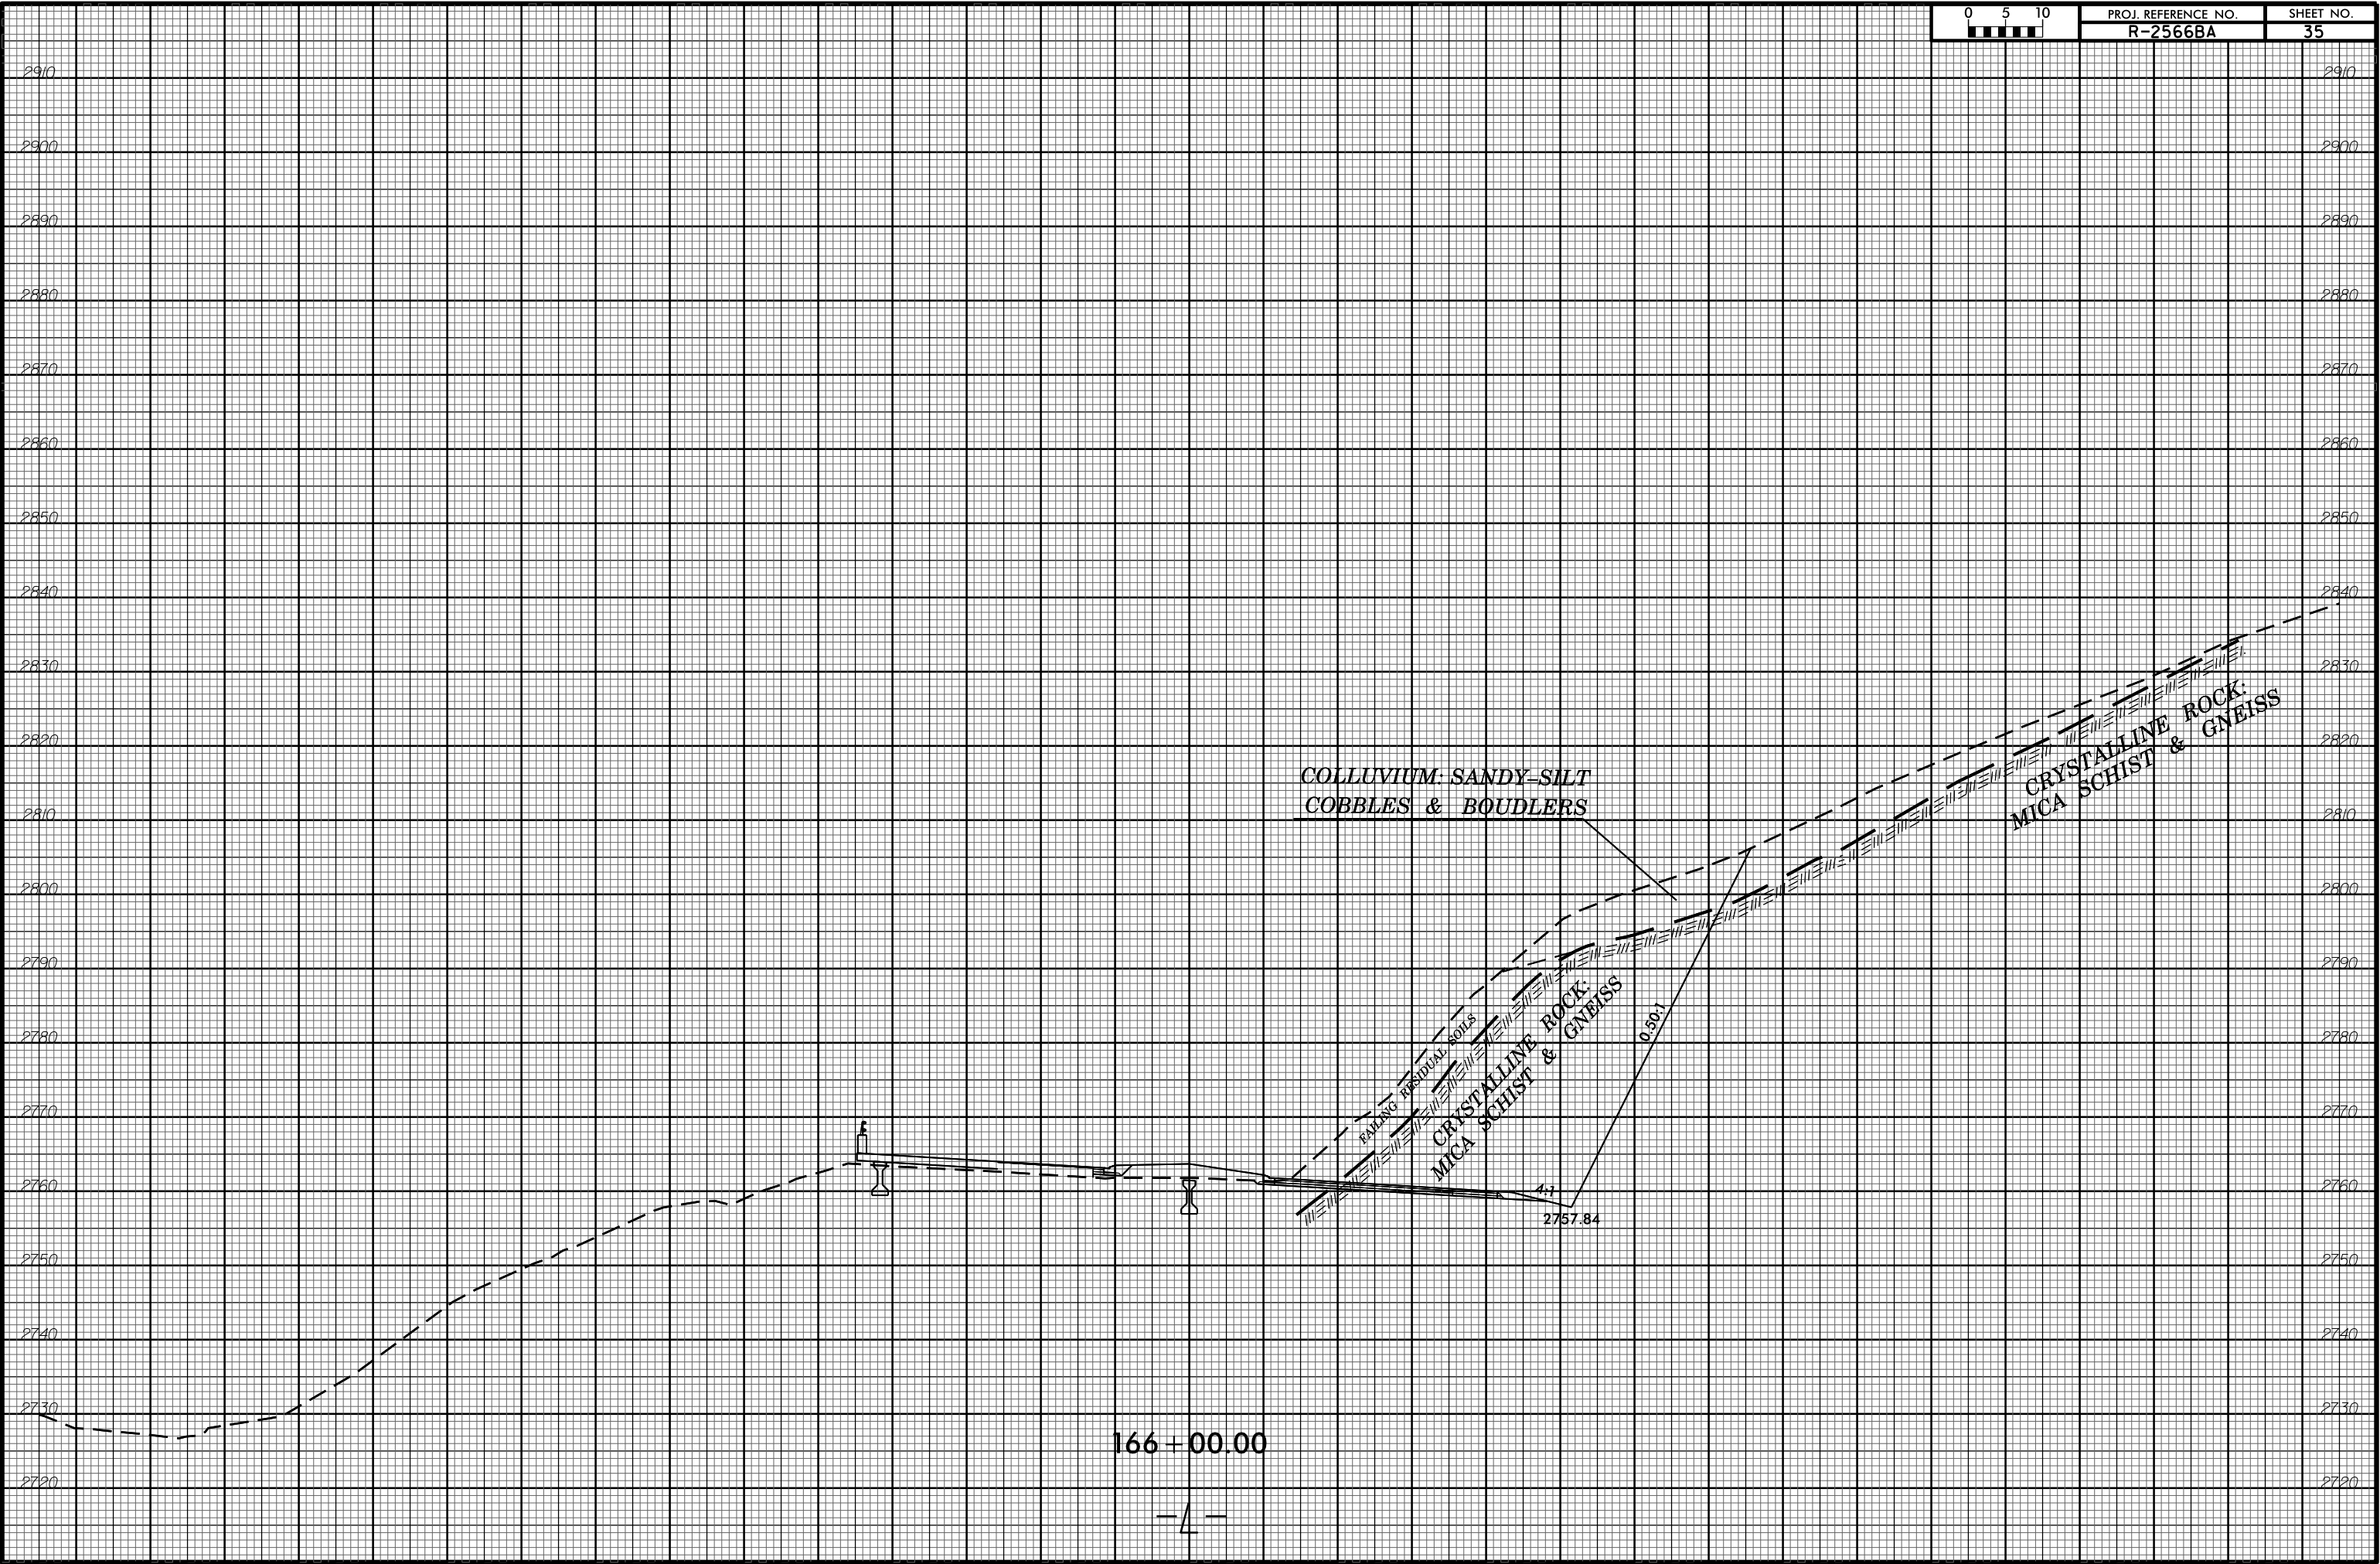 0 5 10
PROJ. REFERENCE NO.
SHEET NO.
R-2566BA
35
2910 2910
2900 2900
2890 2890
2880 2880
2870 2870
2860 2860
2850 2850
2840 2840
2830 2830
2820 2820
2810 2810
2800 2800
2790 2790
2780 2780
2770 2770
2760 2760
2750 2750
2740 2740
2730 2730
2720 2720
CRYSTALLINE ROCK:
MICA SCHIST & GNEISS
COLLUVIUM: SANDY-SILT
COBBLES & BOUDLERS
FAILING RESIDUAL SOILS
CRYSTALLINE ROCK:
MICA SCHIST & GNEISS
0.50:1
4:1
2757.84
166+00.00
-L-